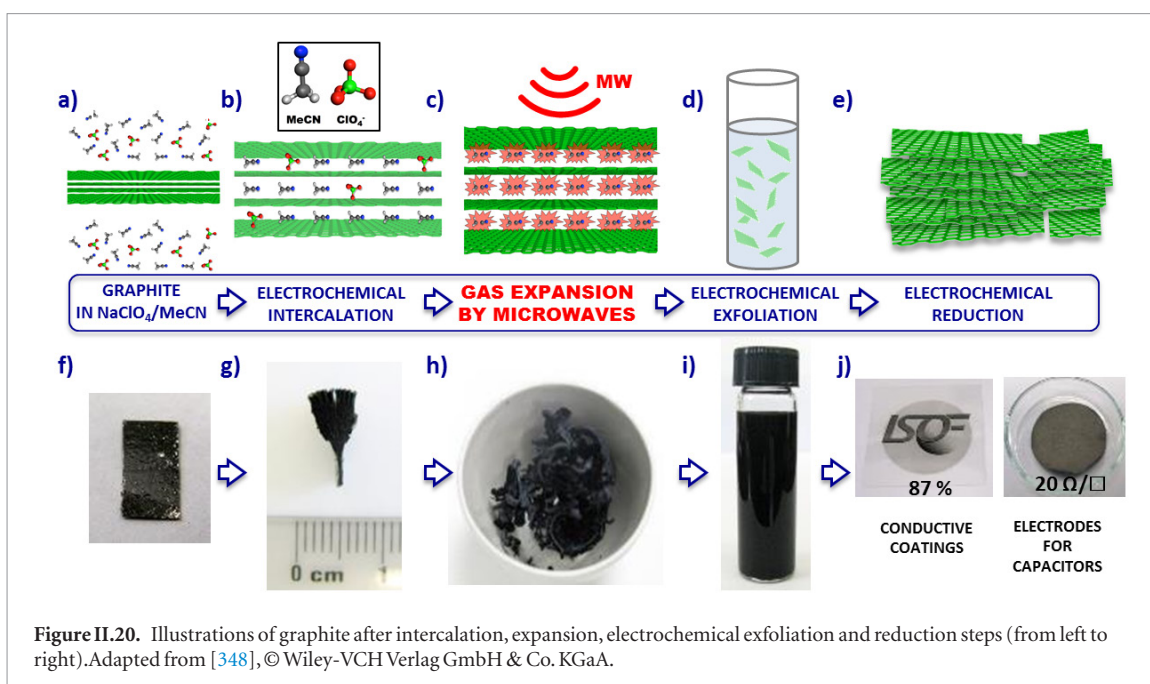 a)
b)
MeCN
ClO₄⁻
c)
MW
d)
e)
GRAPHITE
IN NaClO₄/MeCN
ELECTROCHEMICAL
INTERCALATION
GAS EXPANSION
BY MICROWAVES
ELECTROCHEMICAL
EXFOLIATION
ELECTROCHEMICAL
REDUCTION
f)
g)
0 cm 1
h)
i)
j)
ISOF
87 %
CONDUCTIVE
COATINGS
20 Ω/□
ELECTRODES
FOR
CAPACITORS
Figure II.20. Illustrations of graphite after intercalation, expansion, electrochemical exfoliation and reduction steps (from left to
right).Adapted from [348], © Wiley-VCH Verlag GmbH & Co. KGaA.